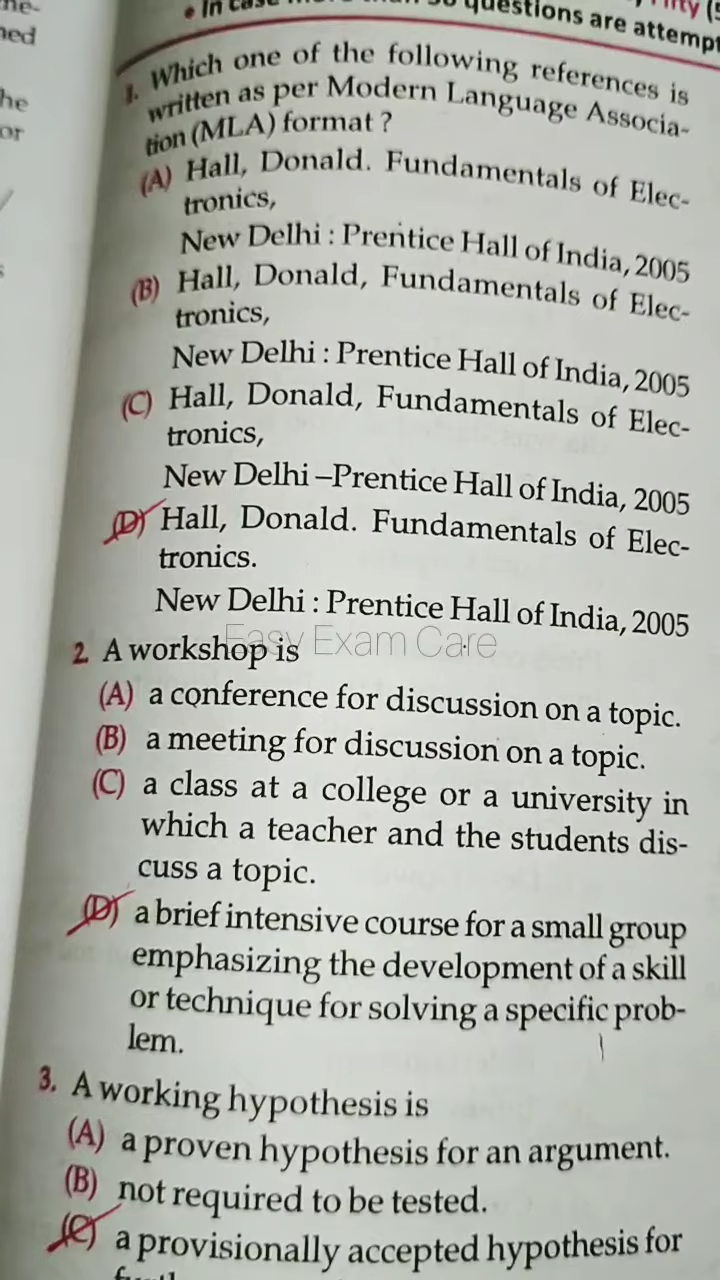 he-
ned
he
or
• In case
questions are attempt
1. Which one of the following references is
written as per Modern Language Associa-
tion (MLA) format ?
(A) Hall, Donald. Fundamentals of Elec-
tronics,
New Delhi : Prentice Hall of India, 2005
(B) Hall, Donald, Fundamentals of Elec-
tronics,
New Delhi : Prentice Hall of India, 2005
(C) Hall, Donald, Fundamentals of Elec-
tronics,
New Delhi –Prentice Hall of India, 2005
(D) Hall, Donald. Fundamentals of Elec-
tronics.
New Delhi : Prentice Hall of India, 2005
Easy Exam Care
2. A workshop is
(A) a conference for discussion on a topic.
(B) a meeting for discussion on a topic.
(C) a class at a college or a university in
which a teacher and the students dis-
cuss a topic.
(D) a brief intensive course for a small group
emphasizing the development of a skill
or technique for solving a specific prob-
lem.
3. A working hypothesis is
(A) a proven hypothesis for an argument.
(B) not required to be tested.
(C) a provisionally accepted hypothesis for